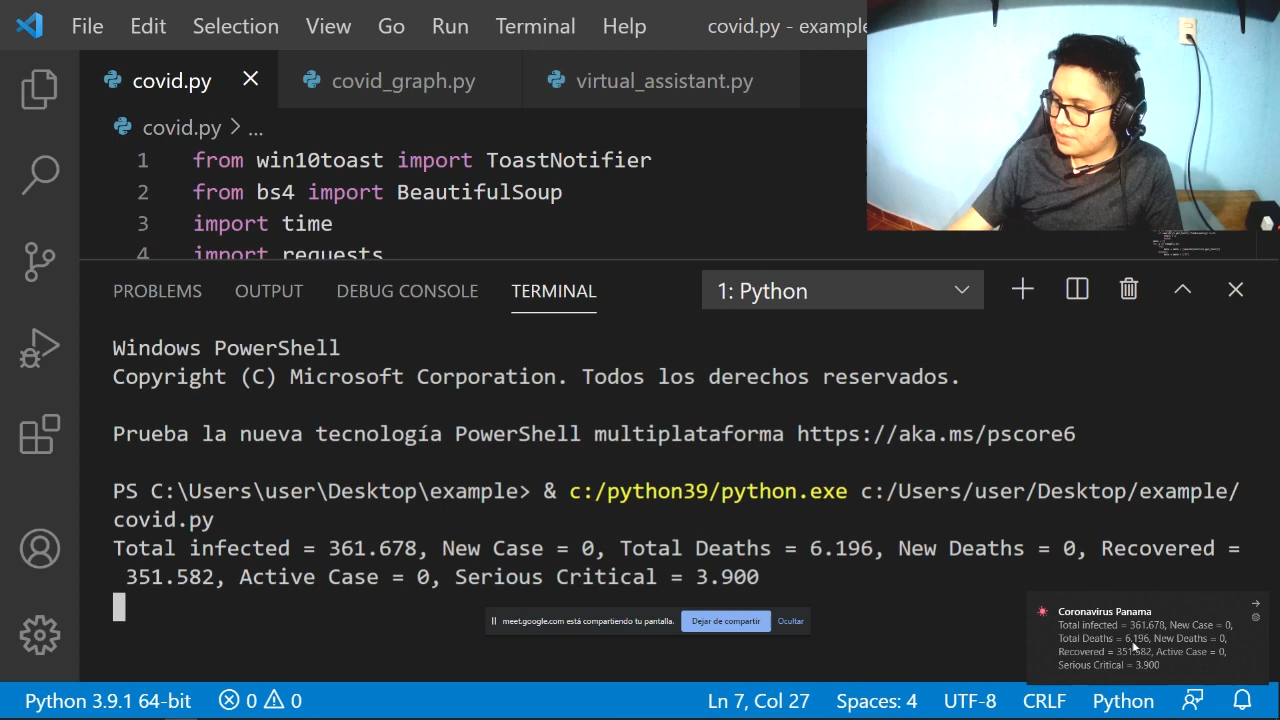 File Edit Selection View Go Run Terminal Help covid.py - example
covid.py covid_graph.py virtual_assistant.py
covid.py > ...
1 from win10toast import ToastNotifier
2 from bs4 import BeautifulSoup
3 import time
4 import requests
PROBLEMS OUTPUT DEBUG CONSOLE TERMINAL 1: Python
Windows PowerShell
Copyright (C) Microsoft Corporation. Todos los derechos reservados.
Prueba la nueva tecnología PowerShell multiplataforma https://aka.ms/pscore6
PS C:\Users\user\Desktop\example> & c:/python39/python.exe c:/Users/user/Desktop/example/
covid.py
Total infected = 361.678, New Case = 0, Total Deaths = 6.196, New Deaths = 0, Recovered =
351.582, Active Case = 0, Serious Critical = 3.900
meet.google.com está compartiendo tu pantalla. Dejar de compartir Ocultar
Coronavirus Panama
Total infected = 361.678, New Case = 0,
Total Deaths = 6.196, New Deaths = 0,
Recovered = 351.582, Active Case = 0,
Serious Critical = 3.900
Python 3.9.1 64-bit 0 0 Ln 7, Col 27 Spaces: 4 UTF-8 CRLF Python